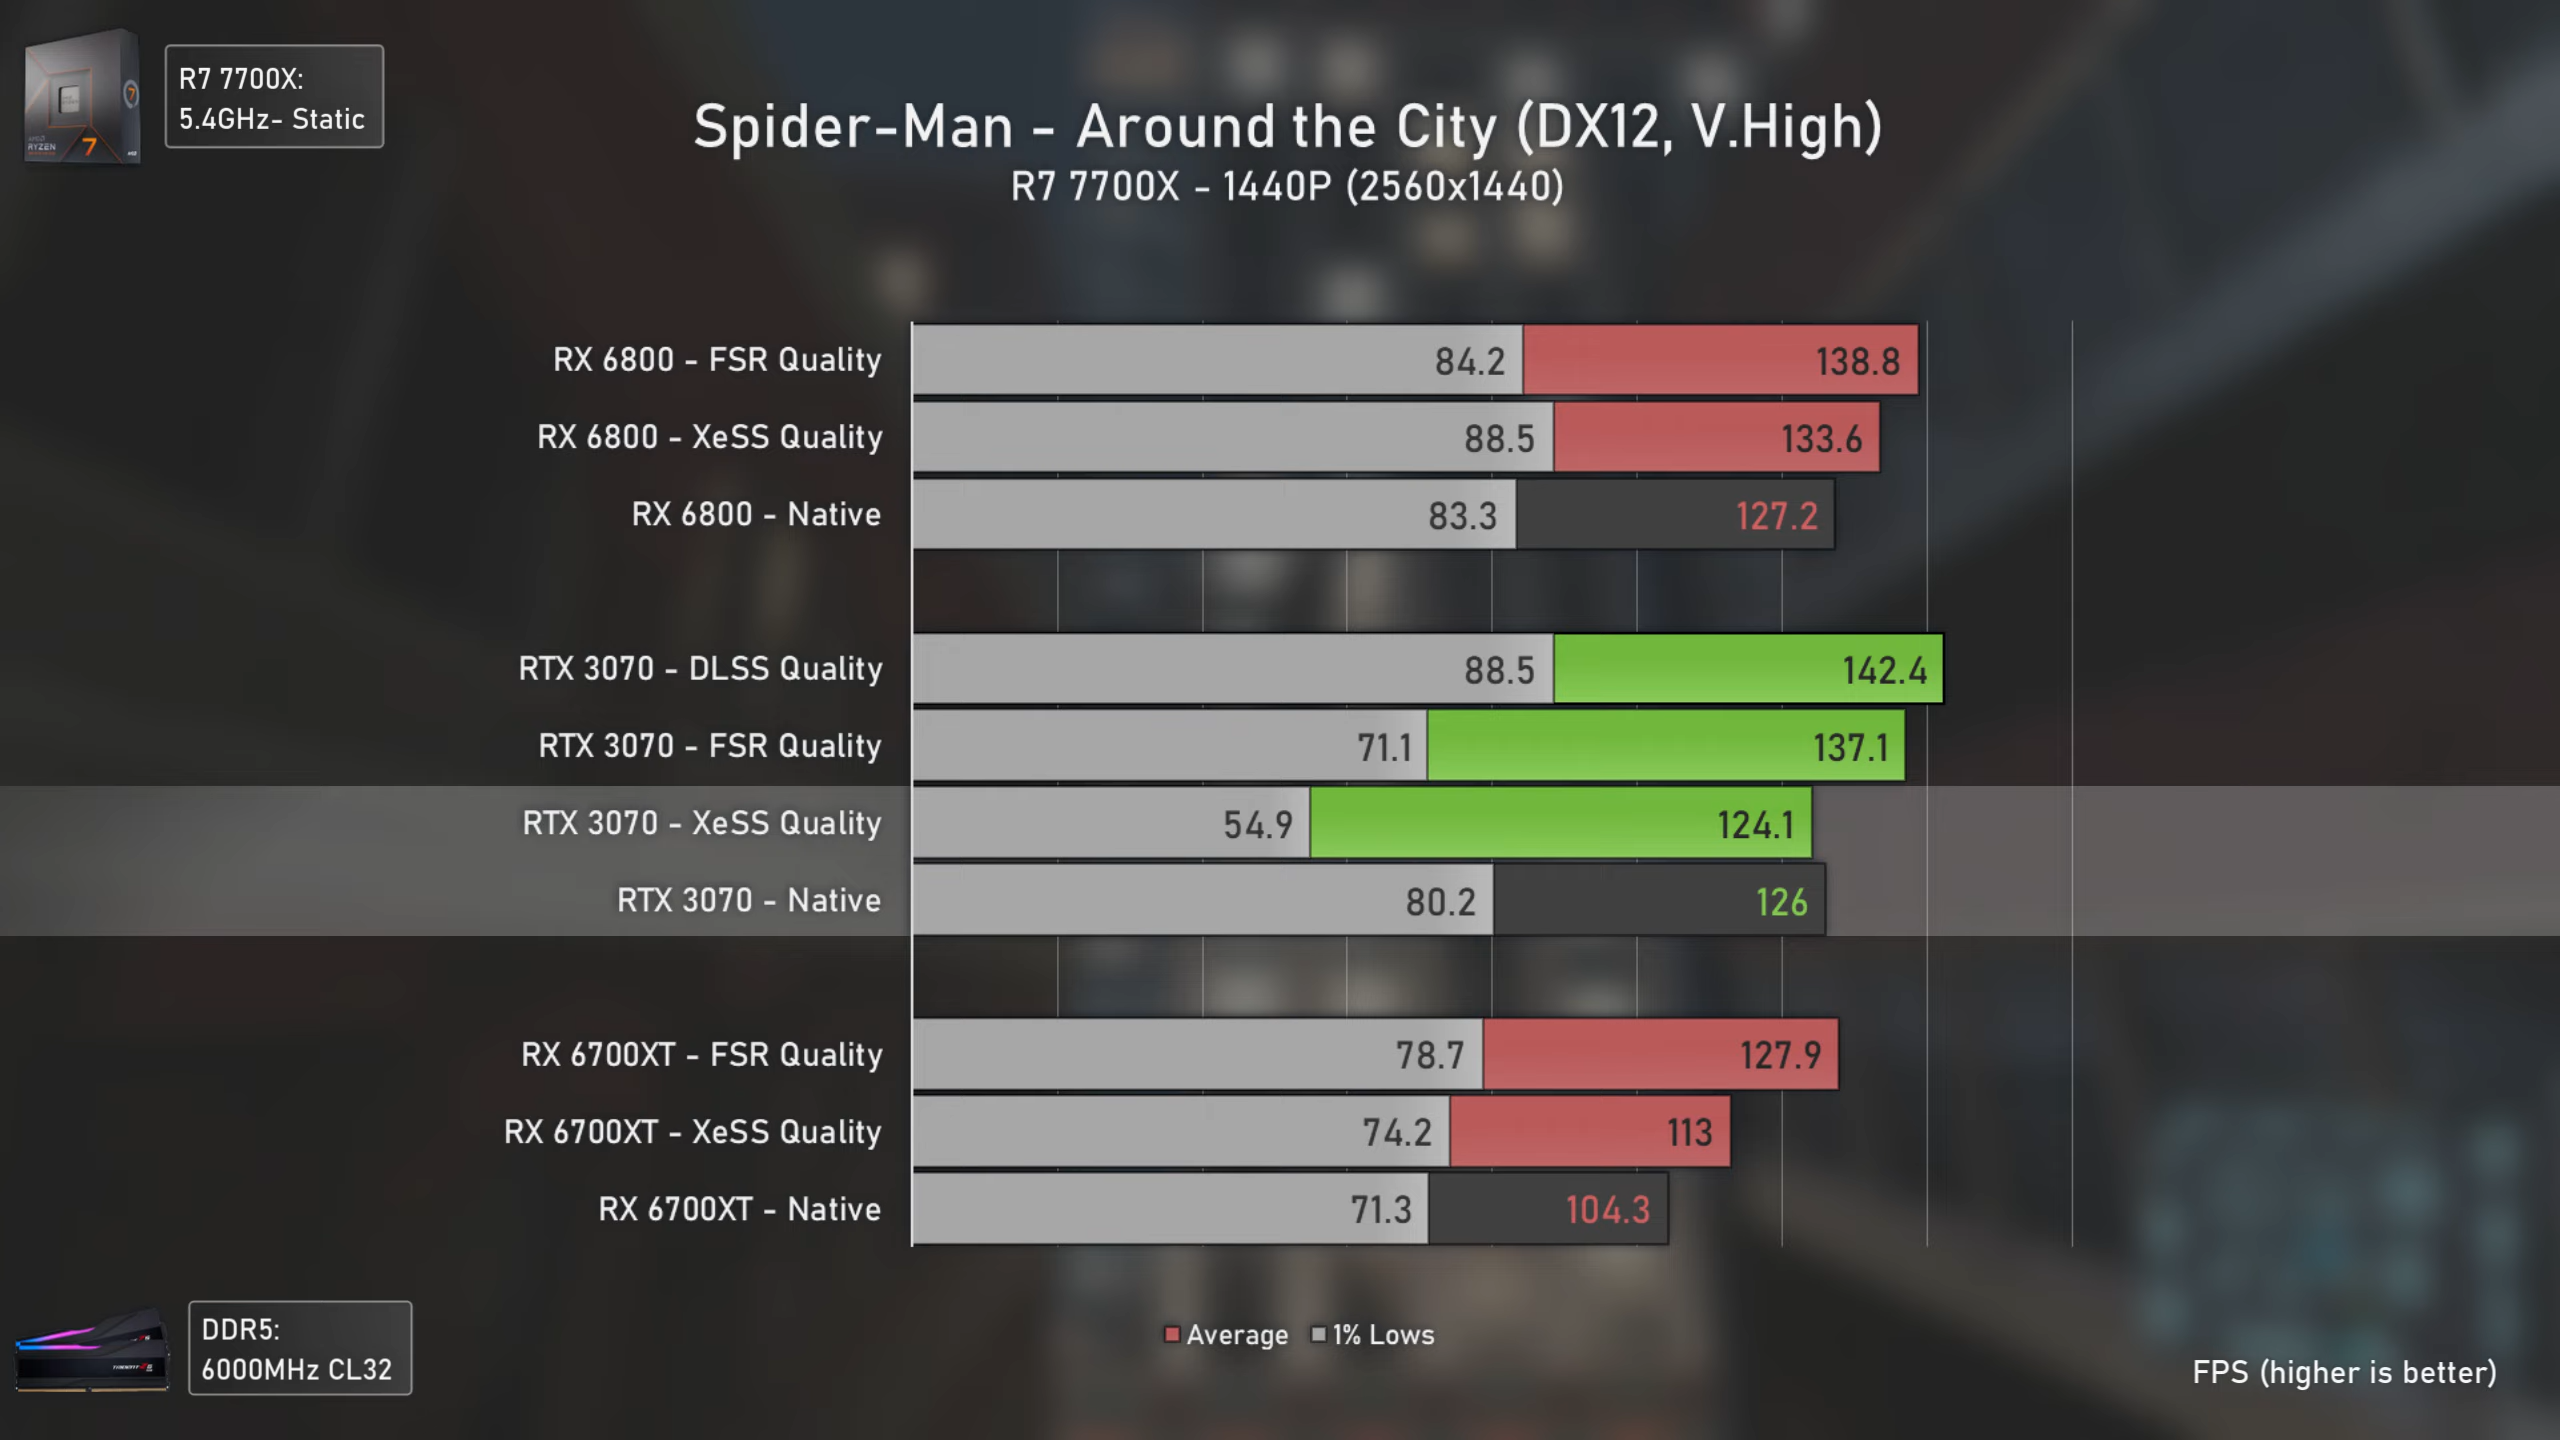 R7 7700X:
5.4GHz- Static
Spider-Man - Around the City (DX12, V.High)
R7 7700X - 1440P (2560x1440)
RX 6800 - FSR Quality 84.2 138.8
RX 6800 - XeSS Quality 88.5 133.6
RX 6800 - Native 83.3 127.2
RTX 3070 - DLSS Quality 88.5 142.4
RTX 3070 - FSR Quality 71.1 137.1
RTX 3070 - XeSS Quality 54.9 124.1
RTX 3070 - Native 80.2 126
RX 6700XT - FSR Quality 78.7 127.9
RX 6700XT - XeSS Quality 74.2 113
RX 6700XT - Native 71.3 104.3
Average 1% Lows
DDR5:
6000MHz CL32
FPS (higher is better)
RYZEN 7
7